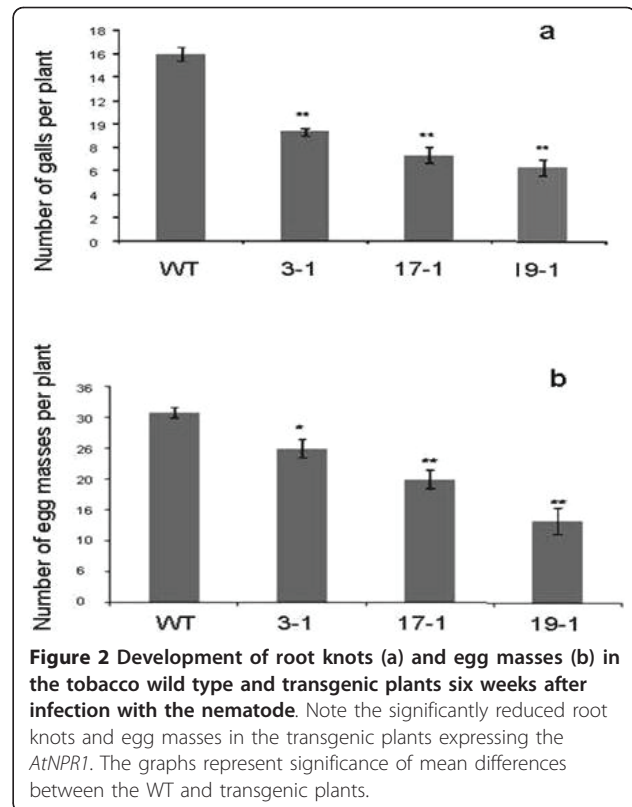 a
Number of galls per plant
18
16
14
12
19
8
6
4
2
0
**
**
**
WT 3-1 17-1 19-1
b
Number of egg masses per plant
36
30
26
20
16
10
6
0
*
**
**
WT 3-1 17-1 19-1
Figure 2 Development of root knots (a) and egg masses (b) in
the tobacco wild type and transgenic plants six weeks after
infection with the nematode. Note the significantly reduced root
knots and egg masses in the transgenic plants expressing the
AtNPR1. The graphs represent significance of mean differences
between the WT and transgenic plants.